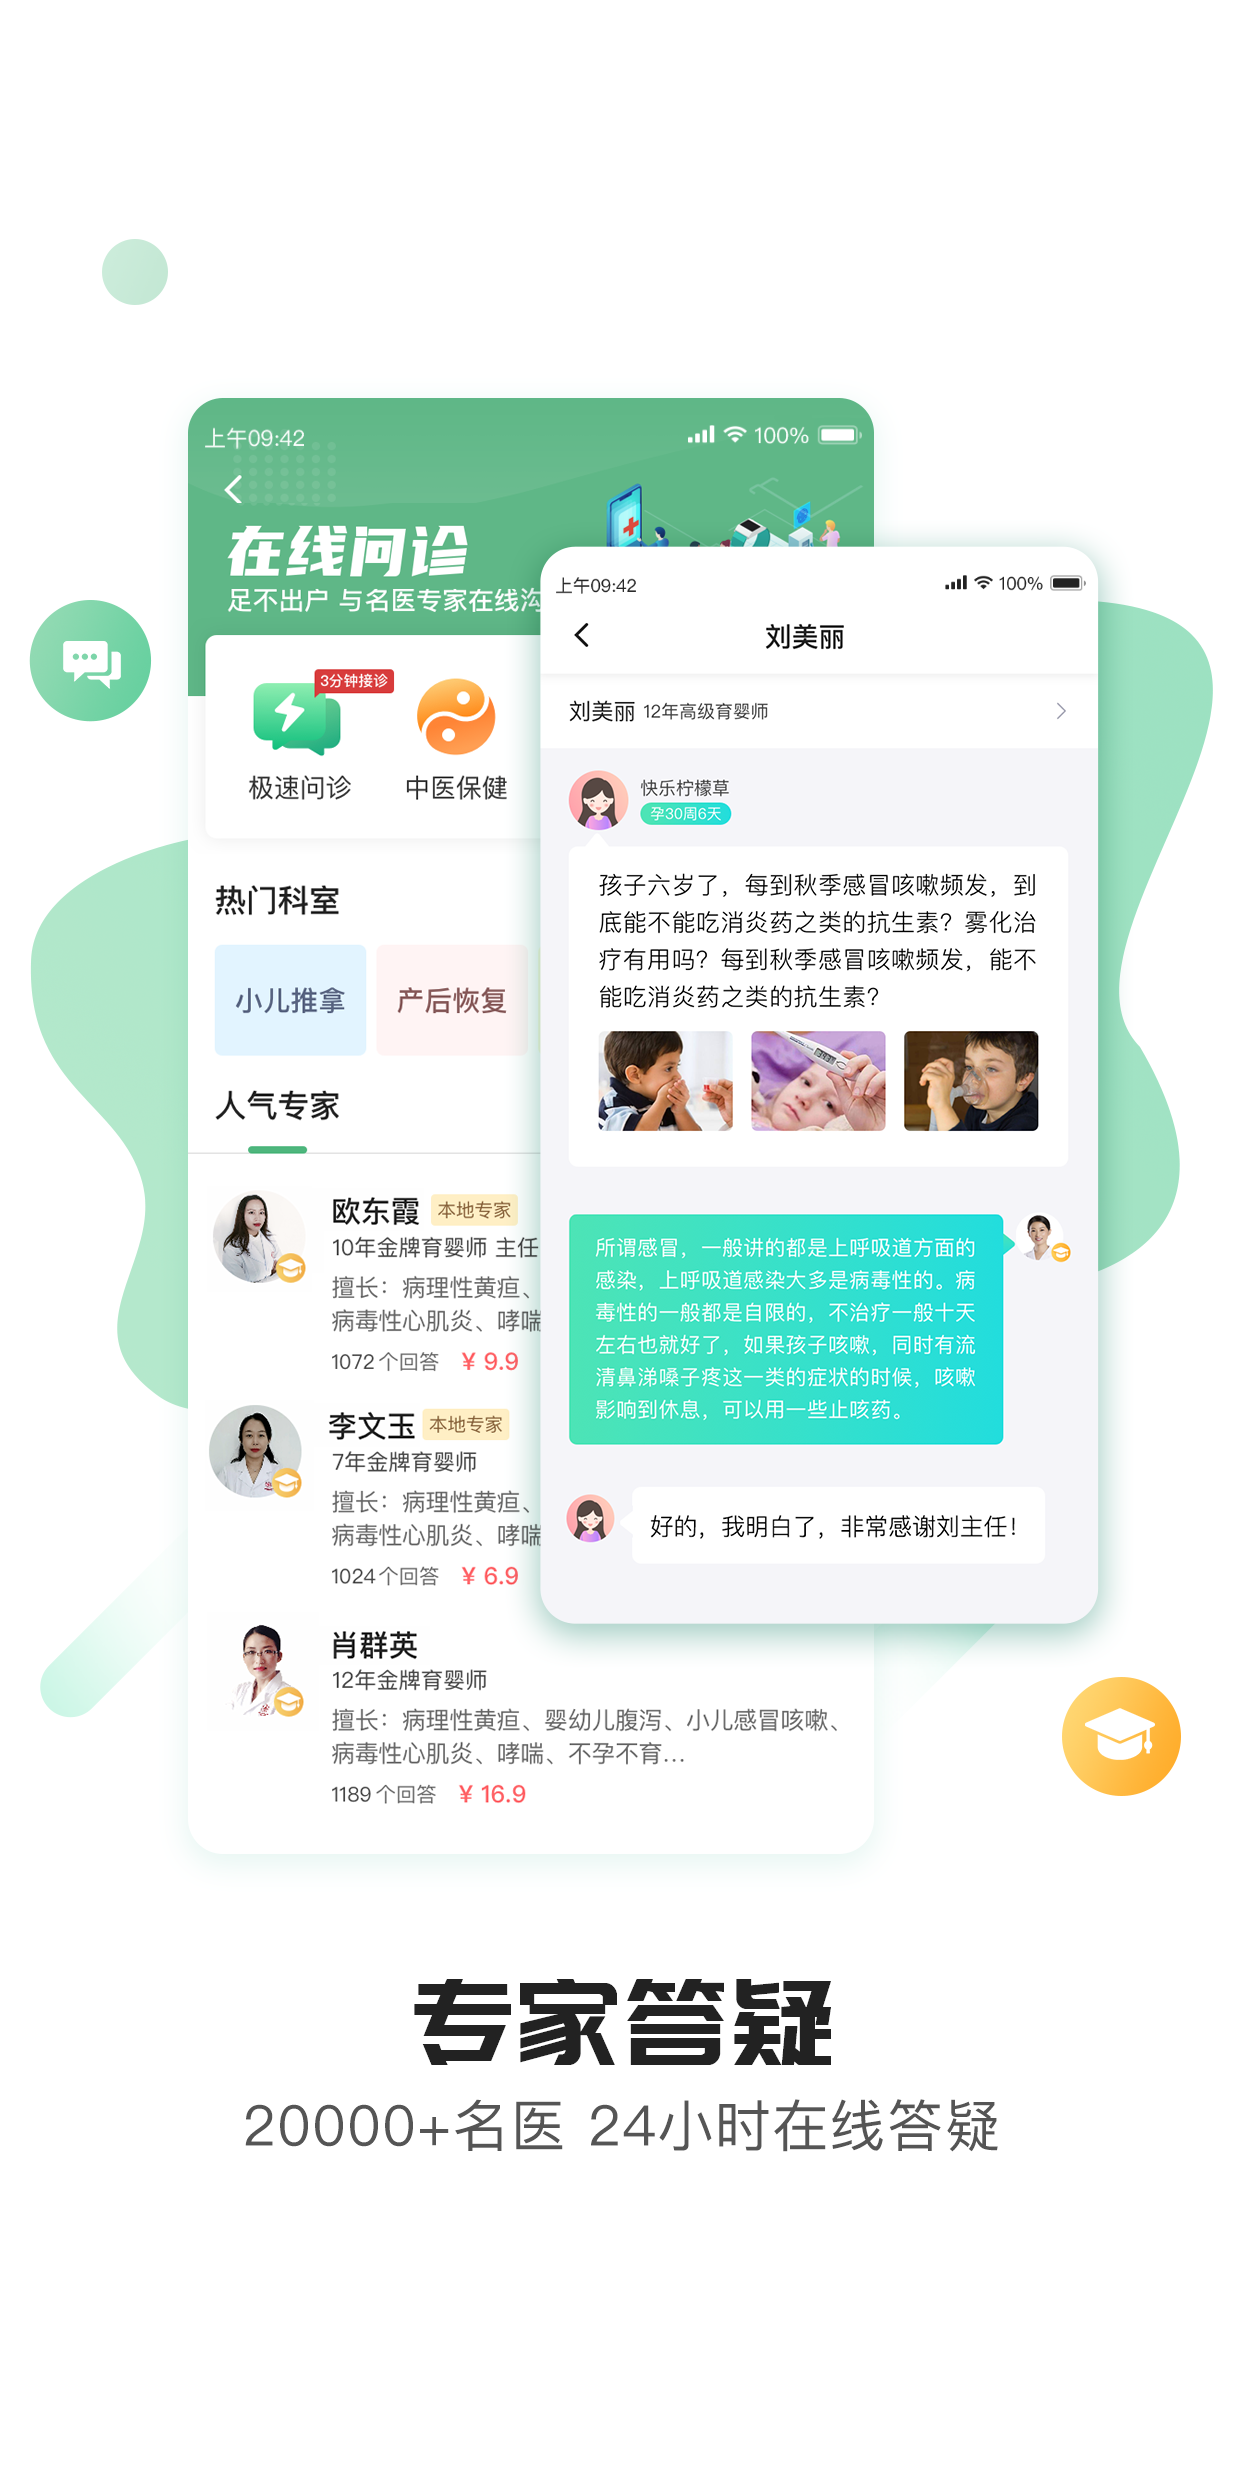 上午09:42
100%
在线问诊
足不出户 与名医专家在线沟
3分钟接诊
极速问诊
中医保健
热门科室
小儿推拿
产后恢复
人气专家
欧东霞 本地专家
10年金牌育婴师 主任
擅长：病理性黄疸、
病毒性心肌炎、哮喘
1072个回答 ¥ 9.9
李文玉 本地专家
7年金牌育婴师
擅长：病理性黄疸、
病毒性心肌炎、哮喘
1024个回答 ¥ 6.9
肖群英
12年金牌育婴师
擅长：病理性黄疸、婴幼儿腹泻、小儿感冒咳嗽、
病毒性心肌炎、哮喘、不孕不育...
1189个回答 ¥ 16.9
上午09:42
100%
刘美丽
刘美丽 12年高级育婴师
快乐柠檬草
孕30周6天
孩子六岁了，每到秋季感冒咳嗽频发，到
底能不能吃消炎药之类的抗生素？雾化治
疗有用吗？每到秋季感冒咳嗽频发，能不
能吃消炎药之类的抗生素？
所谓感冒，一般讲的都是上呼吸道方面的
感染，上呼吸道感染大多是病毒性的。病
毒性的一般都是自限的，不治疗一般十天
左右也就好了，如果孩子咳嗽，同时有流
清鼻涕嗓子疼这一类的症状的时候，咳嗽
影响到休息，可以用一些止咳药。
好的，我明白了，非常感谢刘主任！
专家答疑
20000+名医 24小时在线答疑